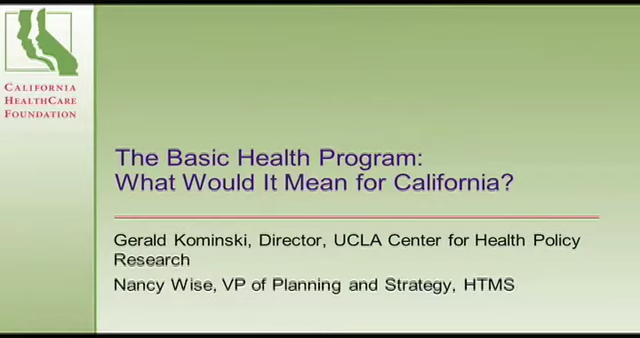 CALIFORNIA
HEALTHCARE
FOUNDATION
The Basic Health Program:
What Would It Mean for California?
Gerald Kominski, Director, UCLA Center for Health Policy
Research
Nancy Wise, VP of Planning and Strategy, HTMS